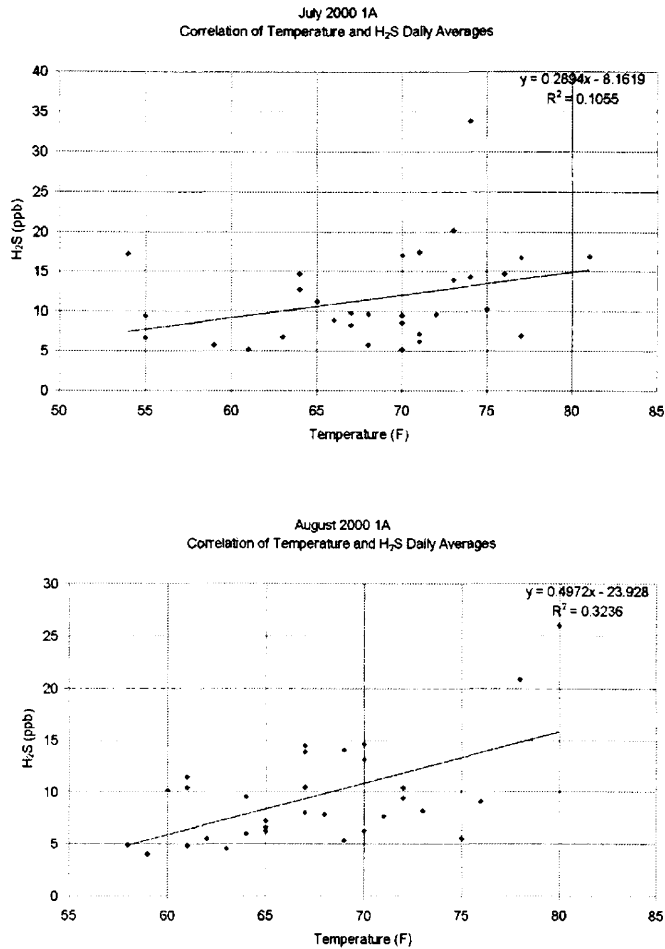 July 2000 1A
Correlation of Temperature and H₂S Daily Averages
y = 0.2894x - 8.1619
R² = 0.1055
40
35
30
25
20
15
10
5
0
H₂S (ppb)
50 55 60 65 70 75 80 85
Temperature (F)
August 2000 1A
Correlation of Temperature and H₂S Daily Averages
y = 0.4972x - 23.928
R² = 0.3236
30
25
20
15
10
5
0
H₂S (ppb)
55 60 65 70 75 80 85
Temperature (F)